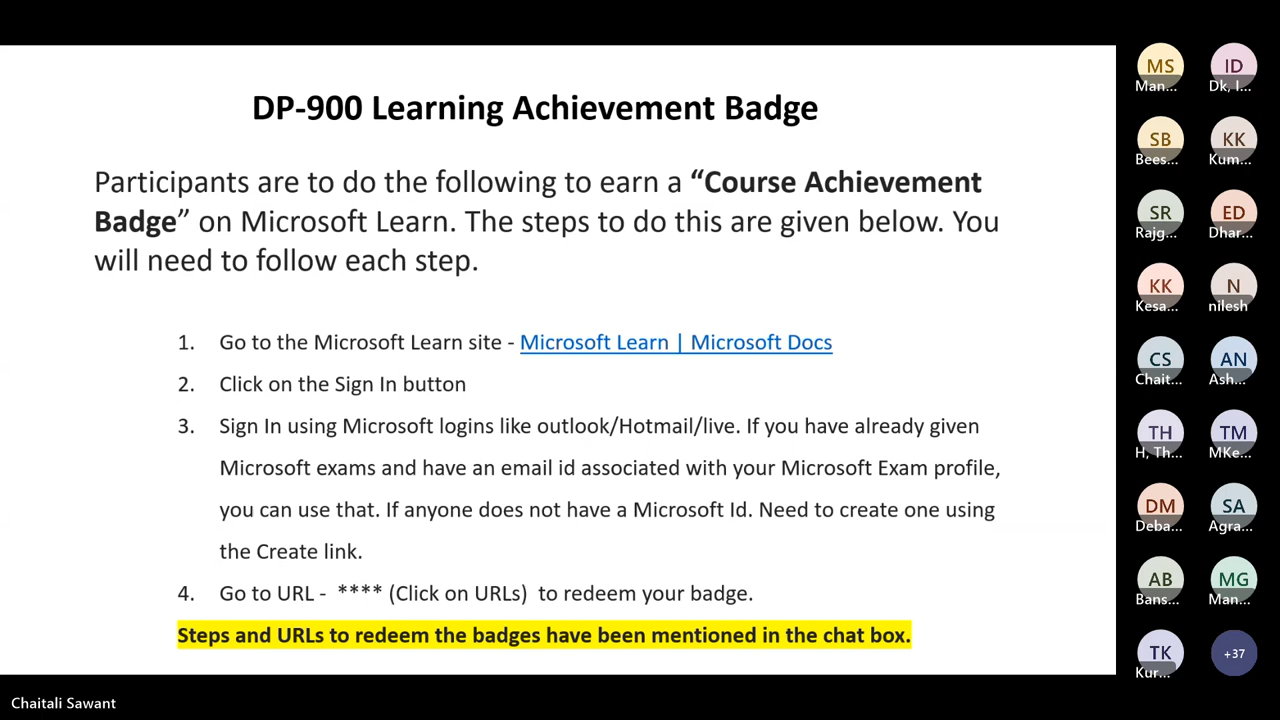 DP-900 Learning Achievement Badge
Participants are to do the following to earn a “Course Achievement
Badge” on Microsoft Learn. The steps to do this are given below. You
will need to follow each step.
1. Go to the Microsoft Learn site - Microsoft Learn | Microsoft Docs
2. Click on the Sign In button
3. Sign In using Microsoft logins like outlook/Hotmail/live. If you have already given
Microsoft exams and have an email id associated with your Microsoft Exam profile,
you can use that. If anyone does not have a Microsoft Id. Need to create one using
the Create link.
4. Go to URL - **** (Click on URLs) to redeem your badge.
Steps and URLs to redeem the badges have been mentioned in the chat box.
MS ID
Man... Dk, I...
SB KK
Bees... Kum...
SR ED
Rajg... Dhar...
KK N
Kesa... nilesh
CS AN
Chait... Ash...
TH TM
H, Th... MKe...
DM SA
Deba... Agra...
AB MG
Bans... Man...
TK +37
Kur...
Chaitali Sawant